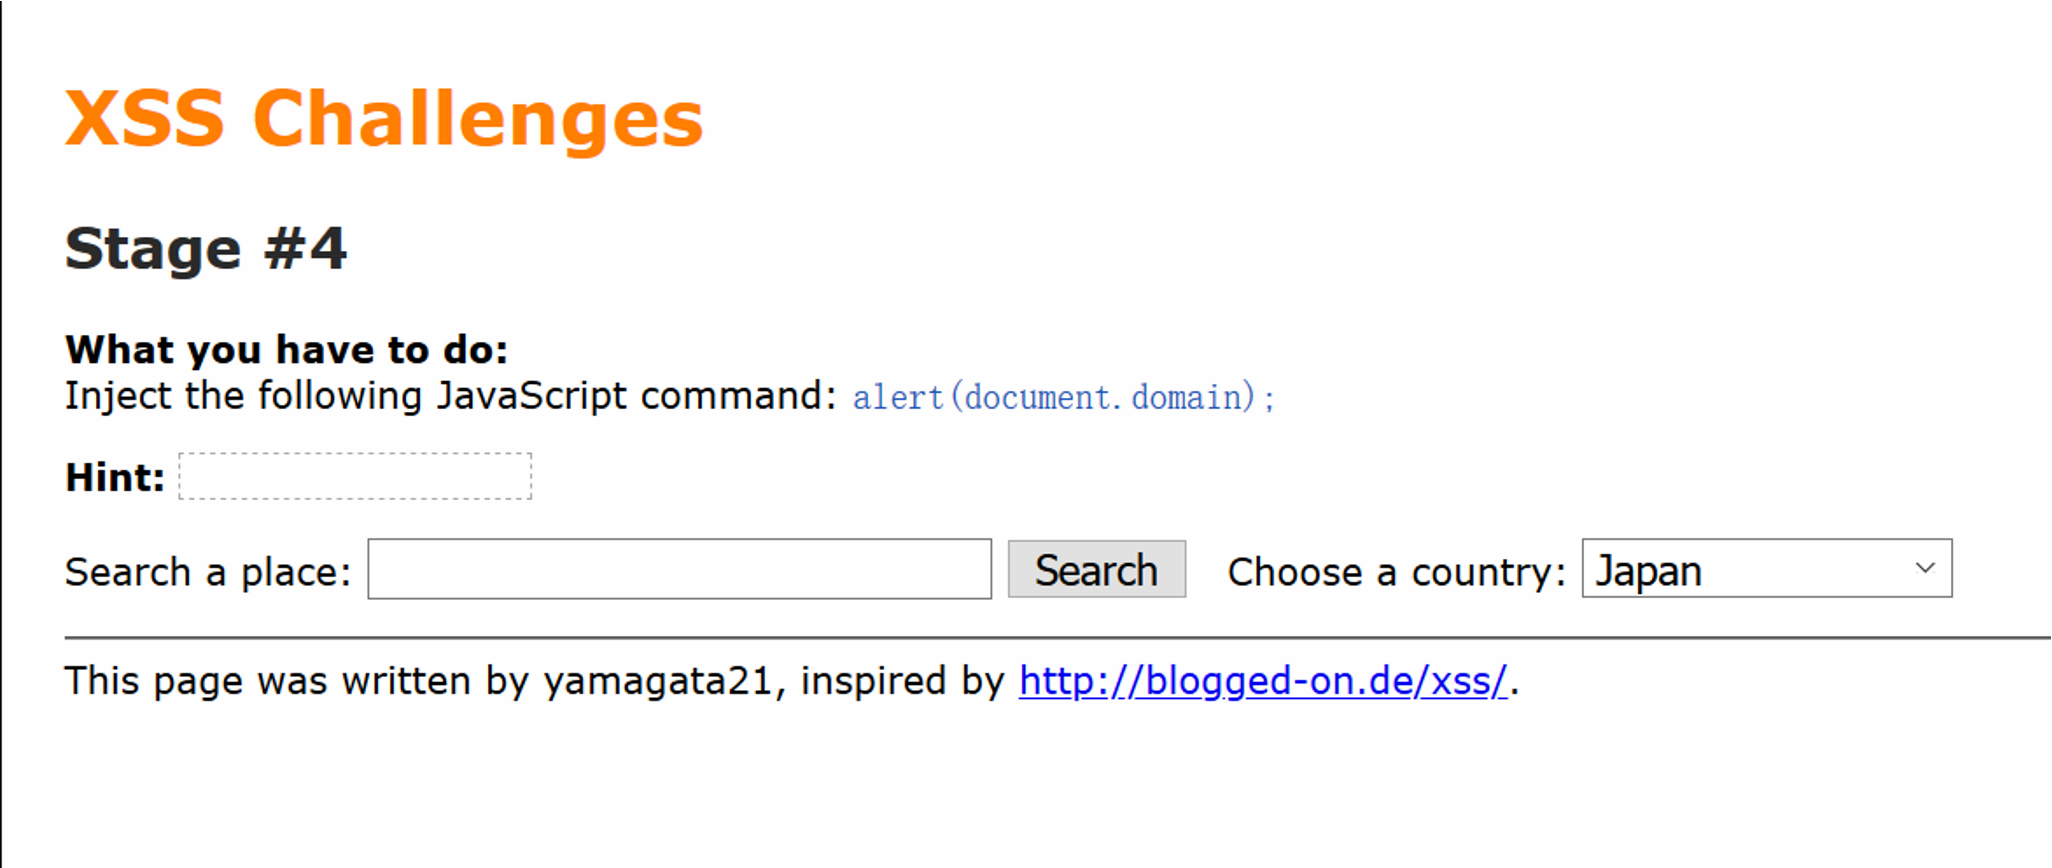 XSS Challenges
Stage #4
What you have to do:
Inject the following JavaScript command: alert(document.domain);
Hint:
Search a place: Search Choose a country: Japan
This page was written by yamagata21, inspired by http://blogged-on.de/xss/.